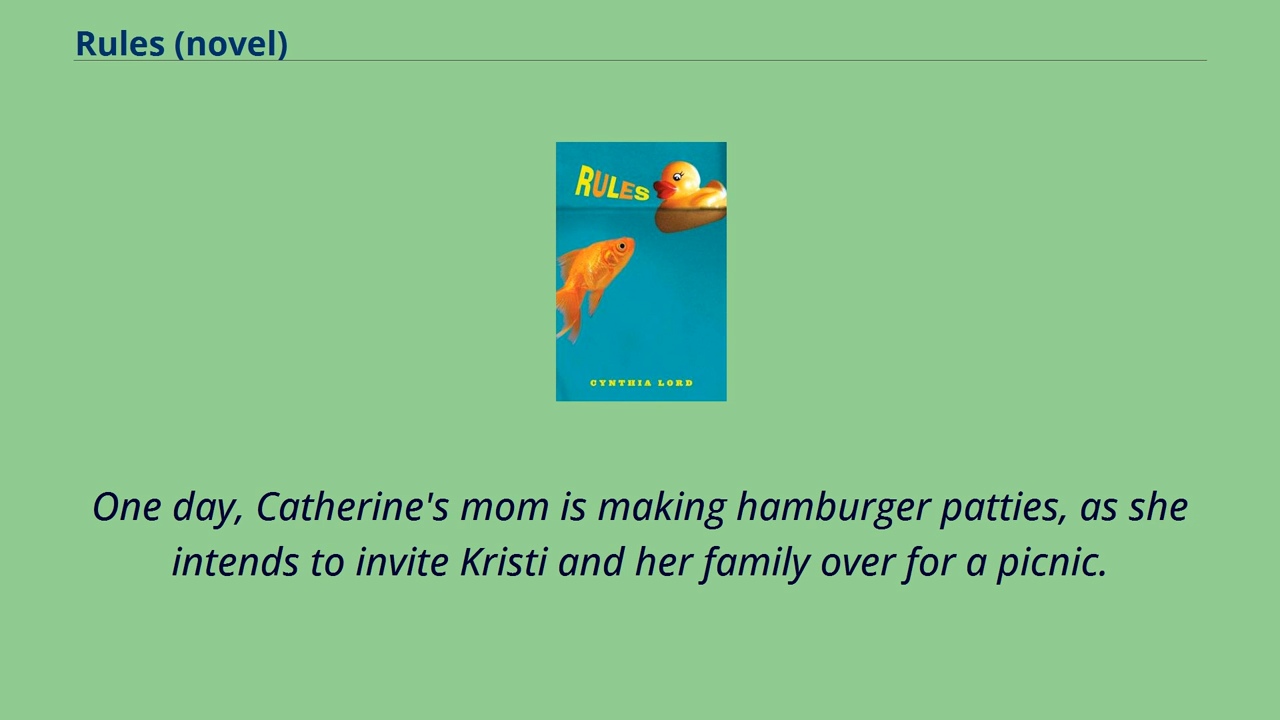 Rules (novel)
RULES
CYNTHIA LORD
One day, Catherine's mom is making hamburger patties, as she
intends to invite Kristi and her family over for a picnic.